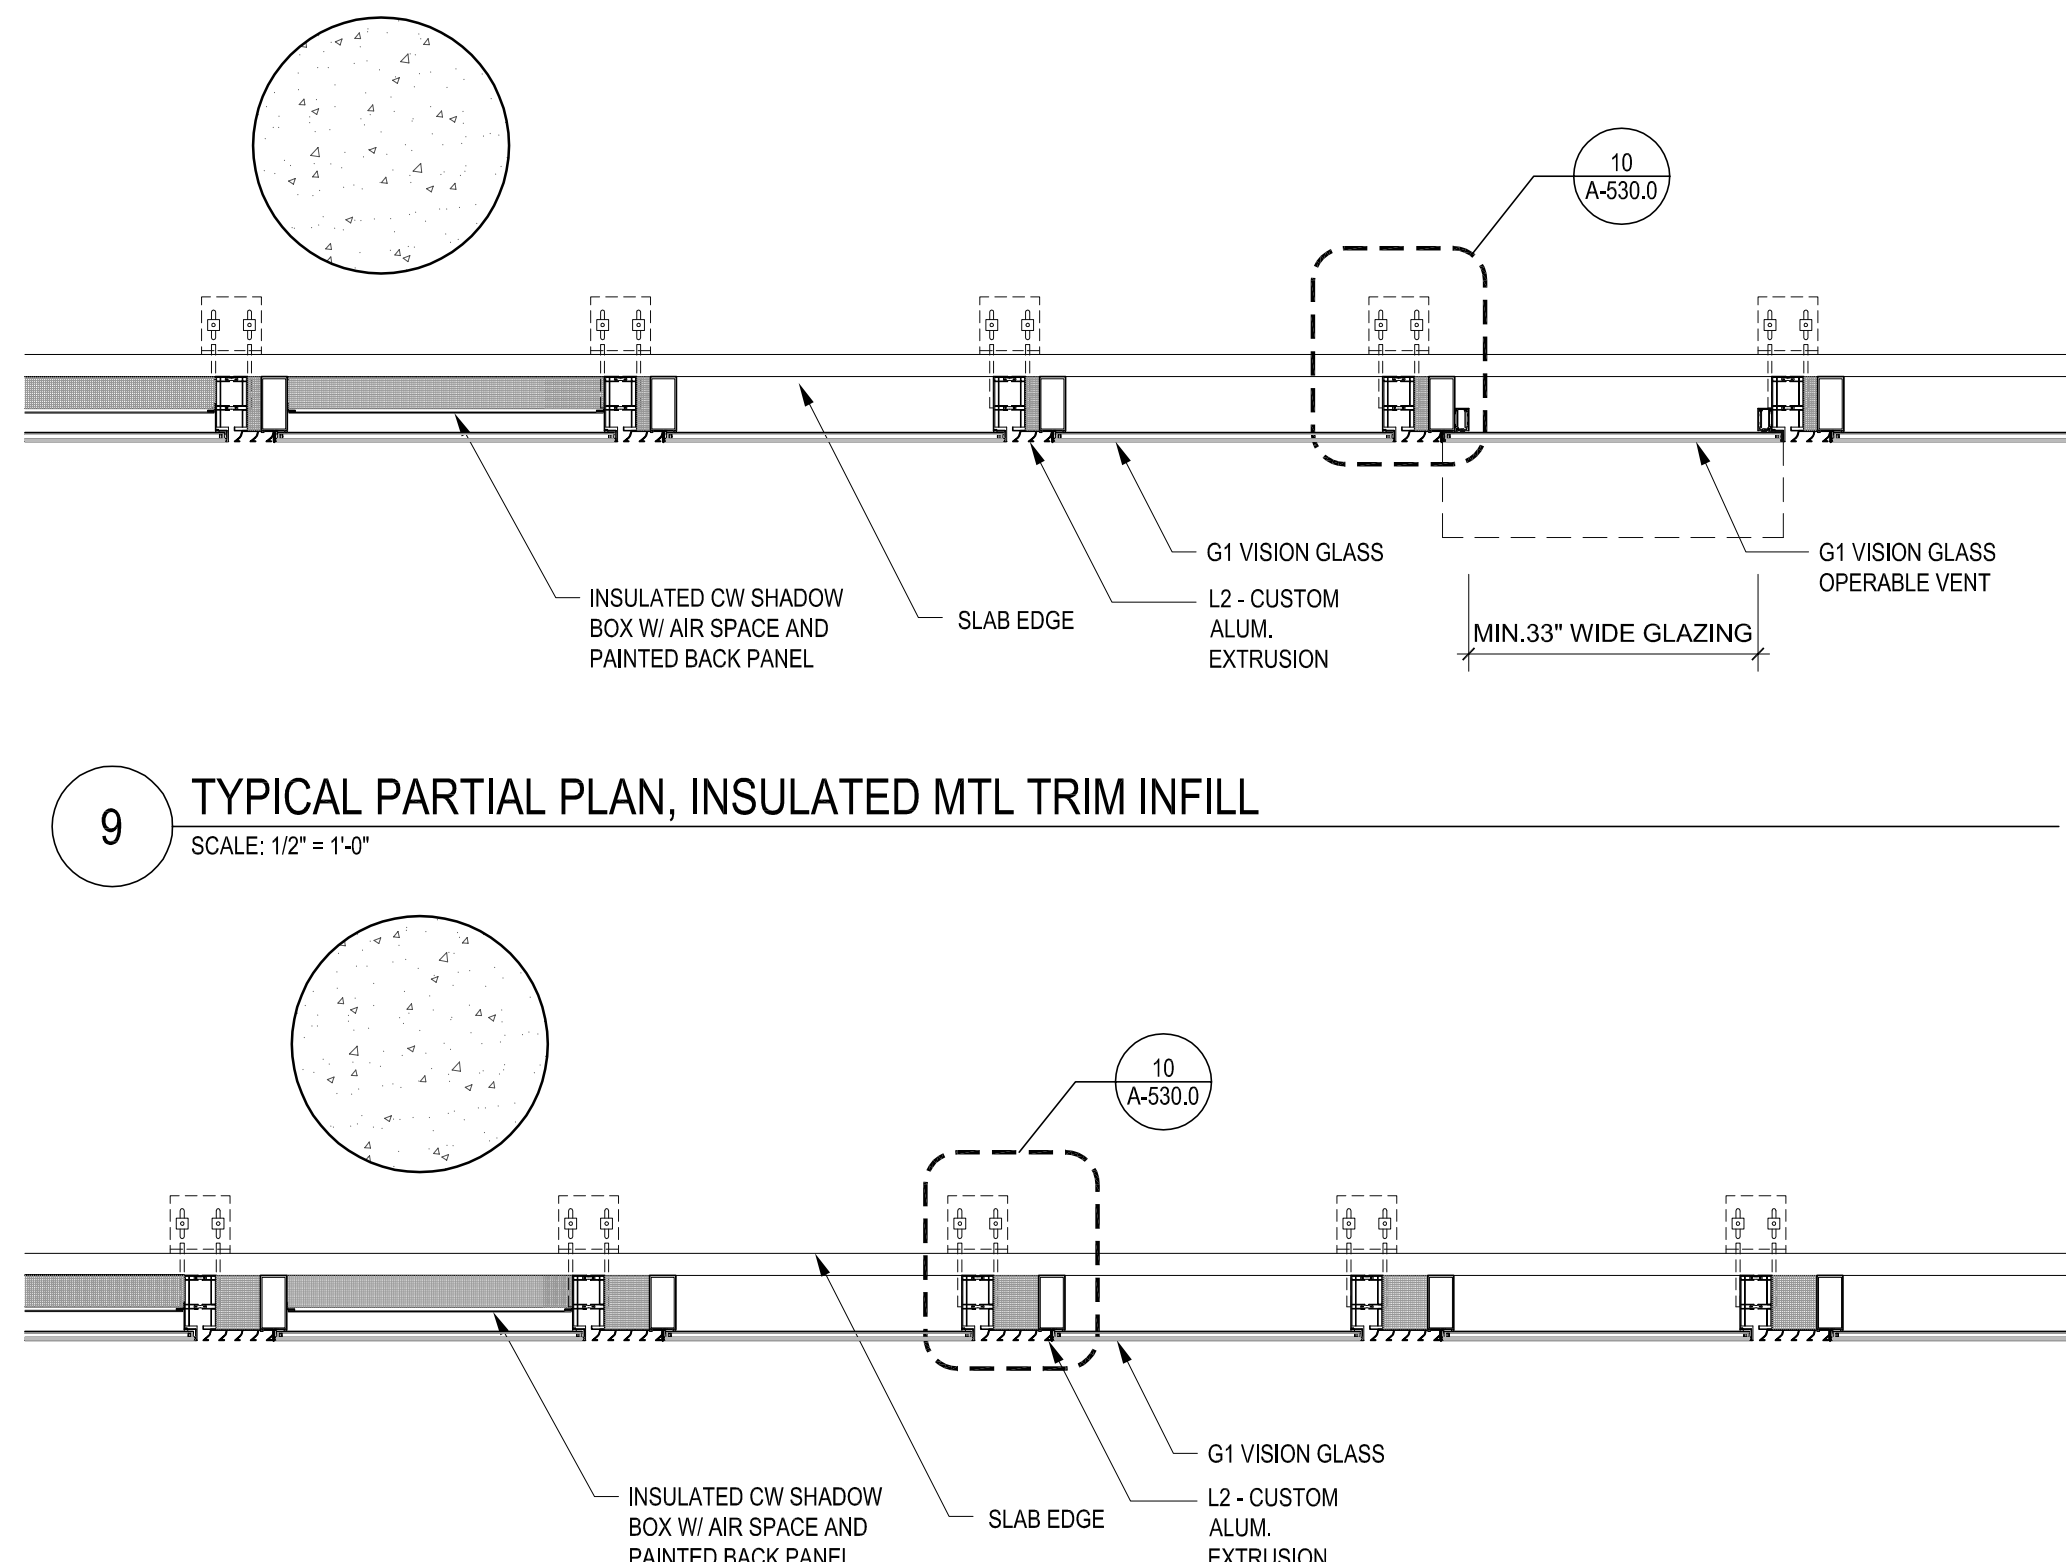 10
A-530.0
G1 VISION GLASS
G1 VISION GLASS
OPERABLE VENT
INSULATED CW SHADOW
BOX W/ AIR SPACE AND
PAINTED BACK PANEL
SLAB EDGE
L2 - CUSTOM
ALUM.
EXTRUSION
MIN.33" WIDE GLAZING
9
TYPICAL PARTIAL PLAN, INSULATED MTL TRIM INFILL
SCALE: 1/2" = 1'-0"
10
A-530.0
G1 VISION GLASS
INSULATED CW SHADOW
BOX W/ AIR SPACE AND
PAINTED BACK PANEL
SLAB EDGE
L2 - CUSTOM
ALUM.
EXTRUSION